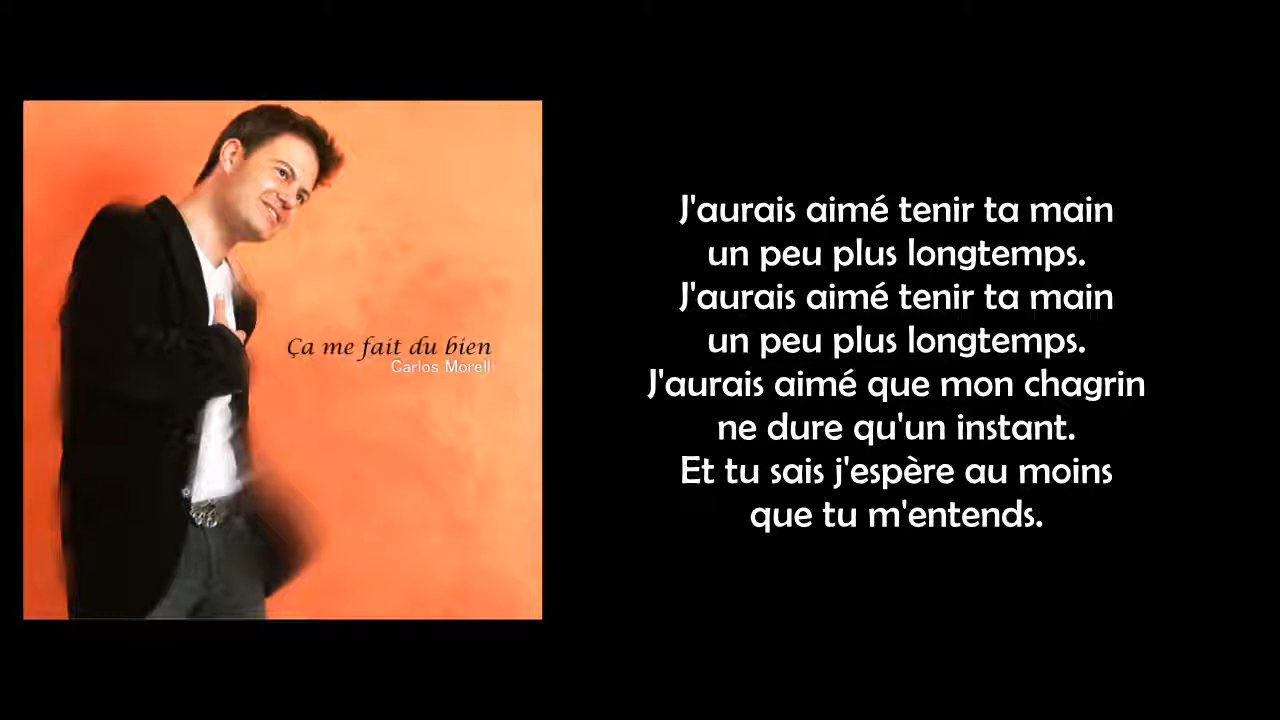 Ça me fait du bien
Carlos Morell
J'aurais aimé tenir ta main
un peu plus longtemps.
J'aurais aimé tenir ta main
un peu plus longtemps.
J'aurais aimé que mon chagrin
ne dure qu'un instant.
Et tu sais j'espère au moins
que tu m'entends.